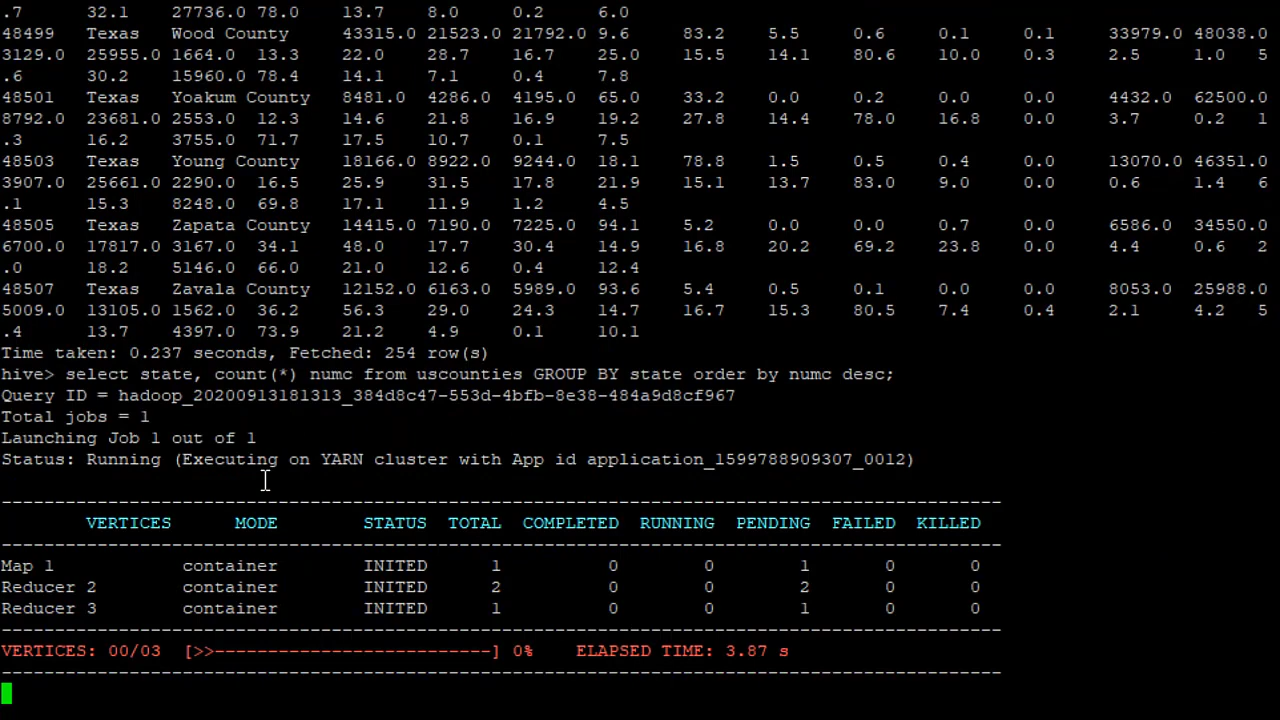 .7 32.1 27736.0 78.0 13.7 8.0 0.2 6.0
48499 Texas Wood County 43315.0 21523.0 21792.0 9.6 83.2 5.5 0.6 0.1 0.1 33979.0 48038.0
3129.0 25955.0 1664.0 13.3 22.0 28.7 16.7 25.0 15.5 14.1 80.6 10.0 0.3 2.5 1.0 5
.6 30.2 15960.0 78.4 14.1 7.1 0.4 7.8
48501 Texas Yoakum County 8481.0 4286.0 4195.0 65.0 33.2 0.0 0.2 0.0 0.0 4432.0 62500.0
8792.0 23681.0 2553.0 12.3 14.6 21.8 16.9 19.2 27.8 14.4 78.0 16.8 0.0 3.7 0.2 1
.3 16.2 3755.0 71.7 17.5 10.7 0.1 7.5
48503 Texas Young County 18166.0 8922.0 9244.0 18.1 78.8 1.5 0.5 0.4 0.0 13070.0 46351.0
3907.0 25661.0 2290.0 16.5 25.9 31.5 17.8 21.9 15.1 13.7 83.0 9.0 0.0 0.6 1.4 6
.1 15.3 8248.0 69.8 17.1 11.9 1.2 4.5
48505 Texas Zapata County 14415.0 7190.0 7225.0 94.1 5.2 0.0 0.0 0.7 0.0 6586.0 34550.0
6700.0 17817.0 3167.0 34.1 48.0 17.7 30.4 14.9 16.8 20.2 69.2 23.8 0.0 4.4 0.6 2
.0 18.2 5146.0 66.0 21.0 12.6 0.4 12.4
48507 Texas Zavala County 12152.0 6163.0 5989.0 93.6 5.4 0.5 0.1 0.0 0.0 8053.0 25988.0
5009.0 13105.0 1562.0 36.2 56.3 29.0 24.3 14.7 16.7 15.3 80.5 7.4 0.4 2.1 4.2 5
.4 13.7 4397.0 73.9 21.2 4.9 0.1 10.1
Time taken: 0.237 seconds, Fetched: 254 row(s)
hive> select state, count(*) numc from uscounties GROUP BY state order by numc desc;
Query ID = hadoop_20200913181313_384d8c47-553d-4bfb-8e38-484a9d8cf967
Total jobs = 1
Launching Job 1 out of 1
Status: Running (Executing on YARN cluster with App id application_1599788909307_0012)
--------------------------------------------------------------------------------
VERTICES MODE STATUS TOTAL COMPLETED RUNNING PENDING FAILED KILLED
--------------------------------------------------------------------------------
Map 1 container INITED 1 0 0 1 0 0
Reducer 2 container INITED 2 0 0 2 0 0
Reducer 3 container INITED 1 0 0 1 0 0
--------------------------------------------------------------------------------
VERTICES: 00/03 [>>--------------------------] 0% ELAPSED TIME: 3.87 s
--------------------------------------------------------------------------------